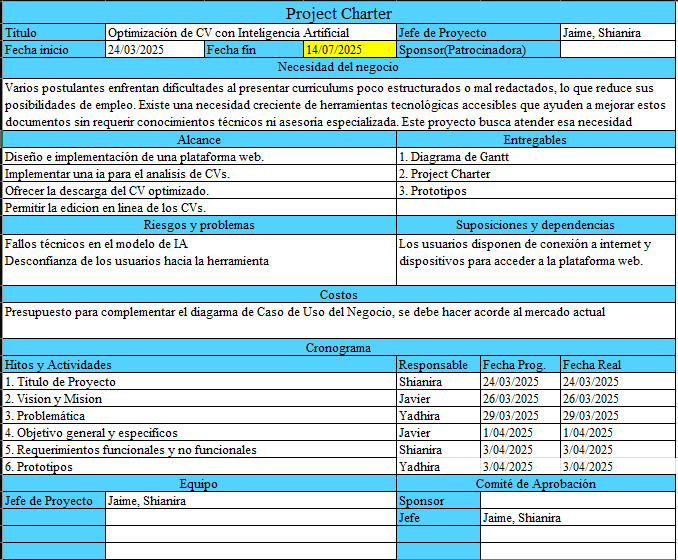 Project Charter
Titulo Optimización de CV con Inteligencia Artificial Jefe de Proyecto Jaime, Shianira
Fecha inicio 24/03/2025 Fecha fin 14/07/2025 Sponsor(Patrocinadora)
Necesidad del negocio
Varios postulantes enfrentan dificultades al presentar currículums poco estructurados o mal redactados, lo que reduce sus
posibilidades de empleo. Existe una necesidad creciente de herramientas tecnológicas accesibles que ayuden a mejorar estos
documentos sin requerir conocimientos técnicos ni asesoría especializada. Este proyecto busca atender esa necesidad
Alcance Entregables
Diseño e implementación de una plataforma web. 1. Diagrama de Gantt
Implementar una ia para el analisis de CVs. 2. Project Charter
Ofrecer la descarga del CV optimizado. 3. Prototipos
Permitir la edicion en linea de los CVs.
Riesgos y problemas Suposiciones y dependencias
Fallos técnicos en el modelo de IA Los usuarios disponen de conexión a internet y
Desconfianza de los usuarios hacia la herramienta dispositivos para acceder a la plataforma web.
Costos
Presupuesto para complementar el diagarma de Caso de Uso del Negocio, se debe hacer acorde al mercado actual
Cronograma
Hitos y Actividades Responsable Fecha Prog. Fecha Real
1. Titulo de Proyecto Shianira 24/03/2025 24/03/2025
2. Vision y Mision Javier 26/03/2025 26/03/2025
3. Problemática Yadhira 29/03/2025 29/03/2025
4. Objetivo general y especificos Javier 1/04/2025 1/04/2025
5. Requerimientos funcionales y no funcionales Shianira 3/04/2025 3/04/2025
6. Prototipos Yadhira 3/04/2025 3/04/2025
Equipo Comité de Aprobación
Jefe de Proyecto Jaime, Shianira Sponsor
Jefe Jaime, Shianira